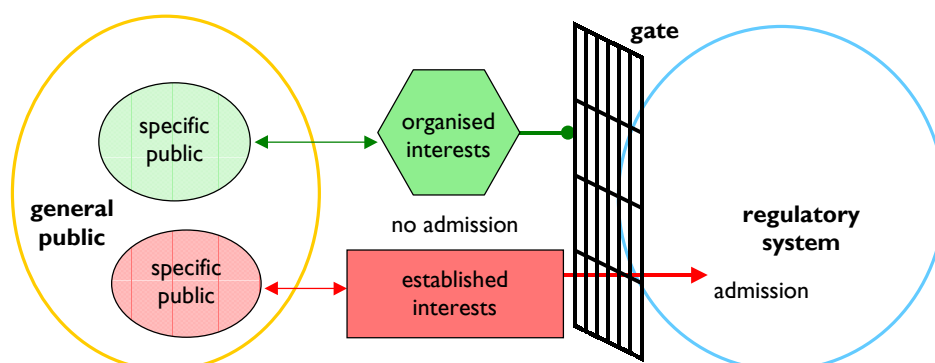 gate
specific
public
organised
interests
general
public
no admission
regulatory
system
specific
public
established
interests
admission